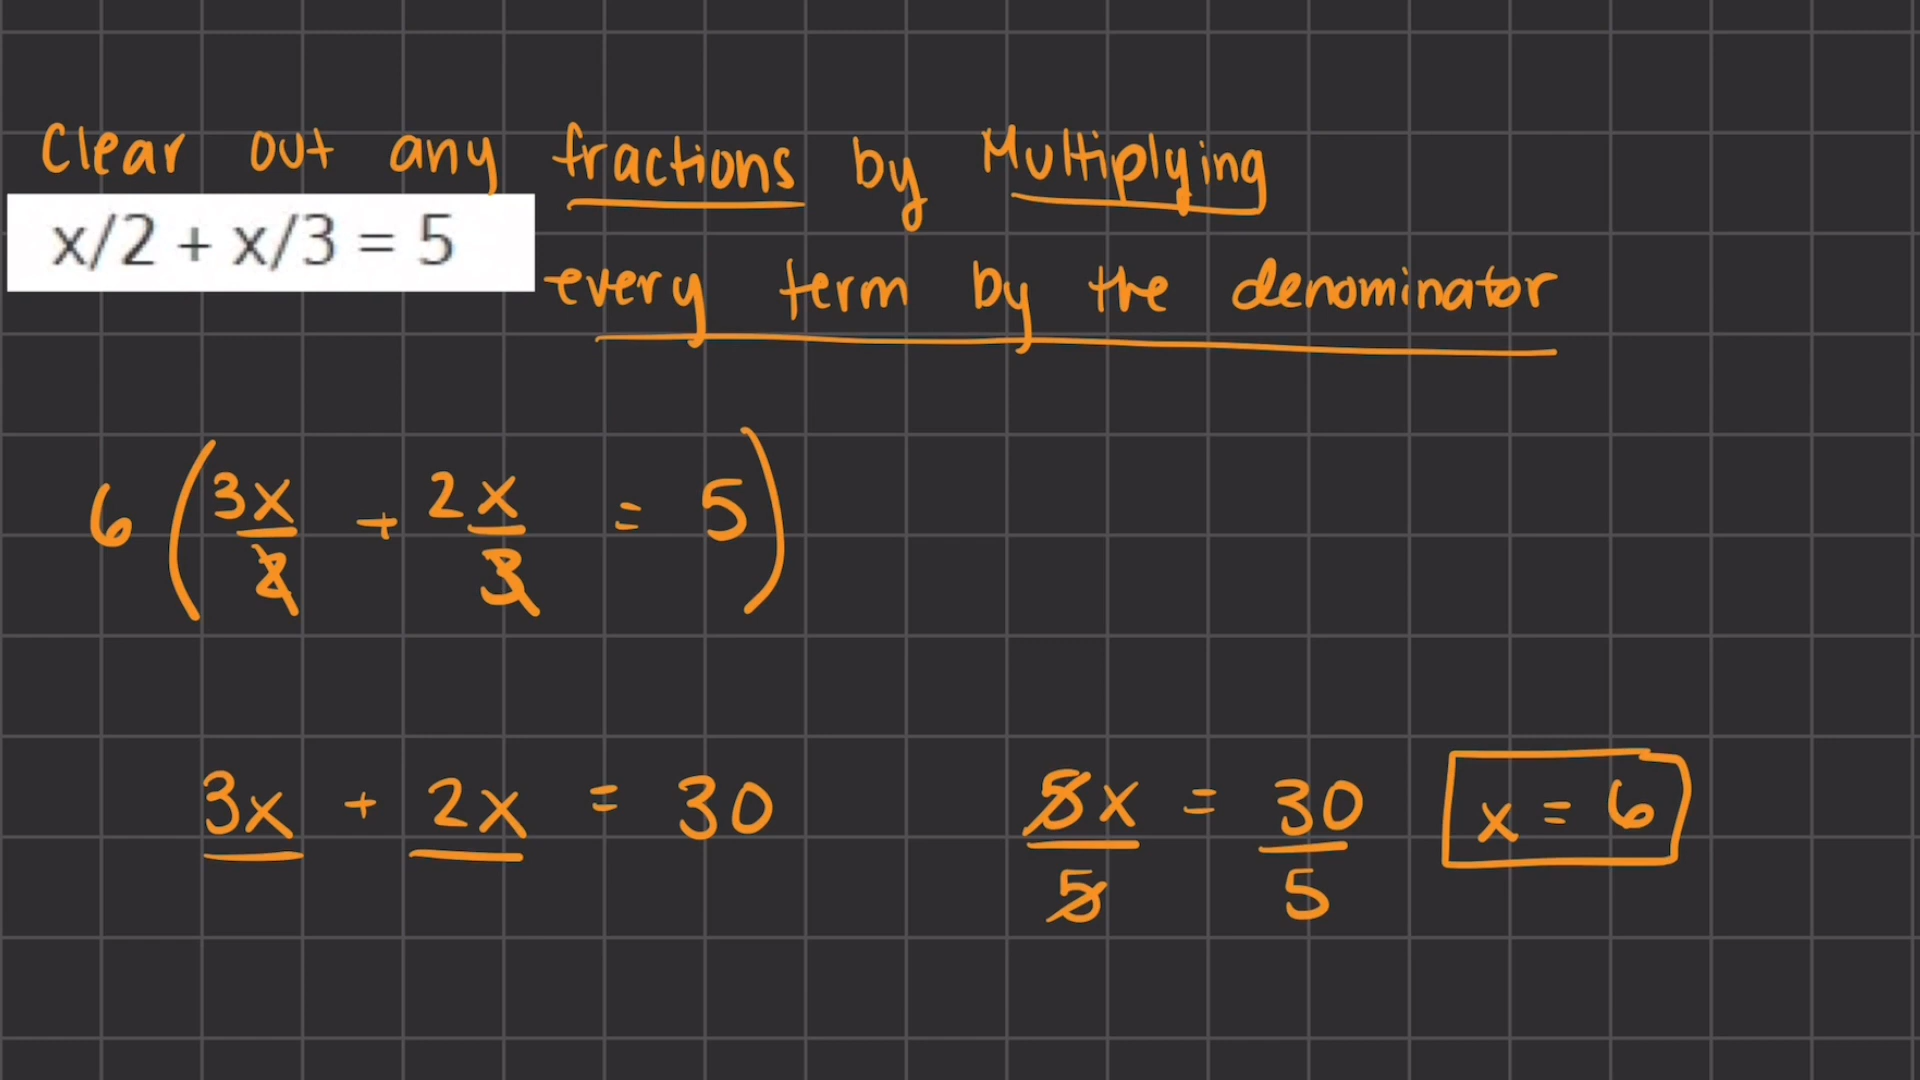 Clear out any fractions by Multiplying
x/2 + x/3 = 5
every term by the denominator
6 (3x/2 + 2x/3 = 5)
3x + 2x = 30
5x/5 = 30/5
x = 6